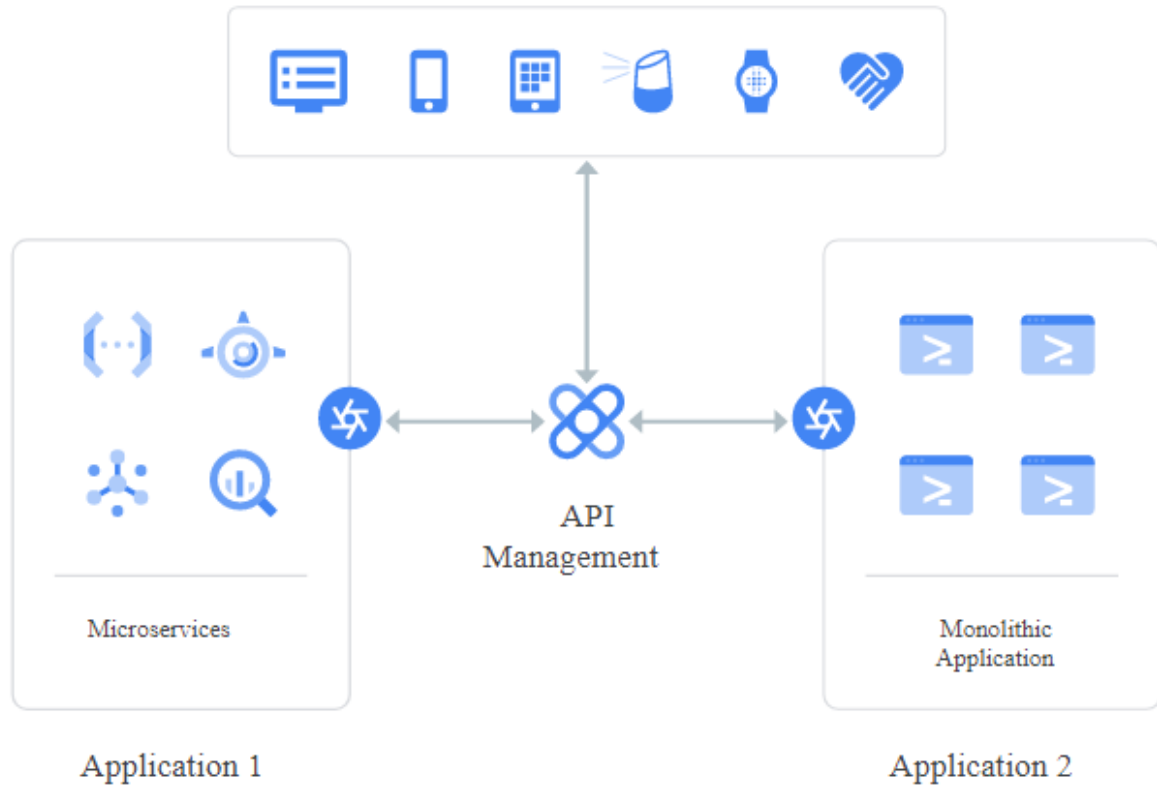 API
Management
Microservices
Monolithic
Application
Application 1
Application 2